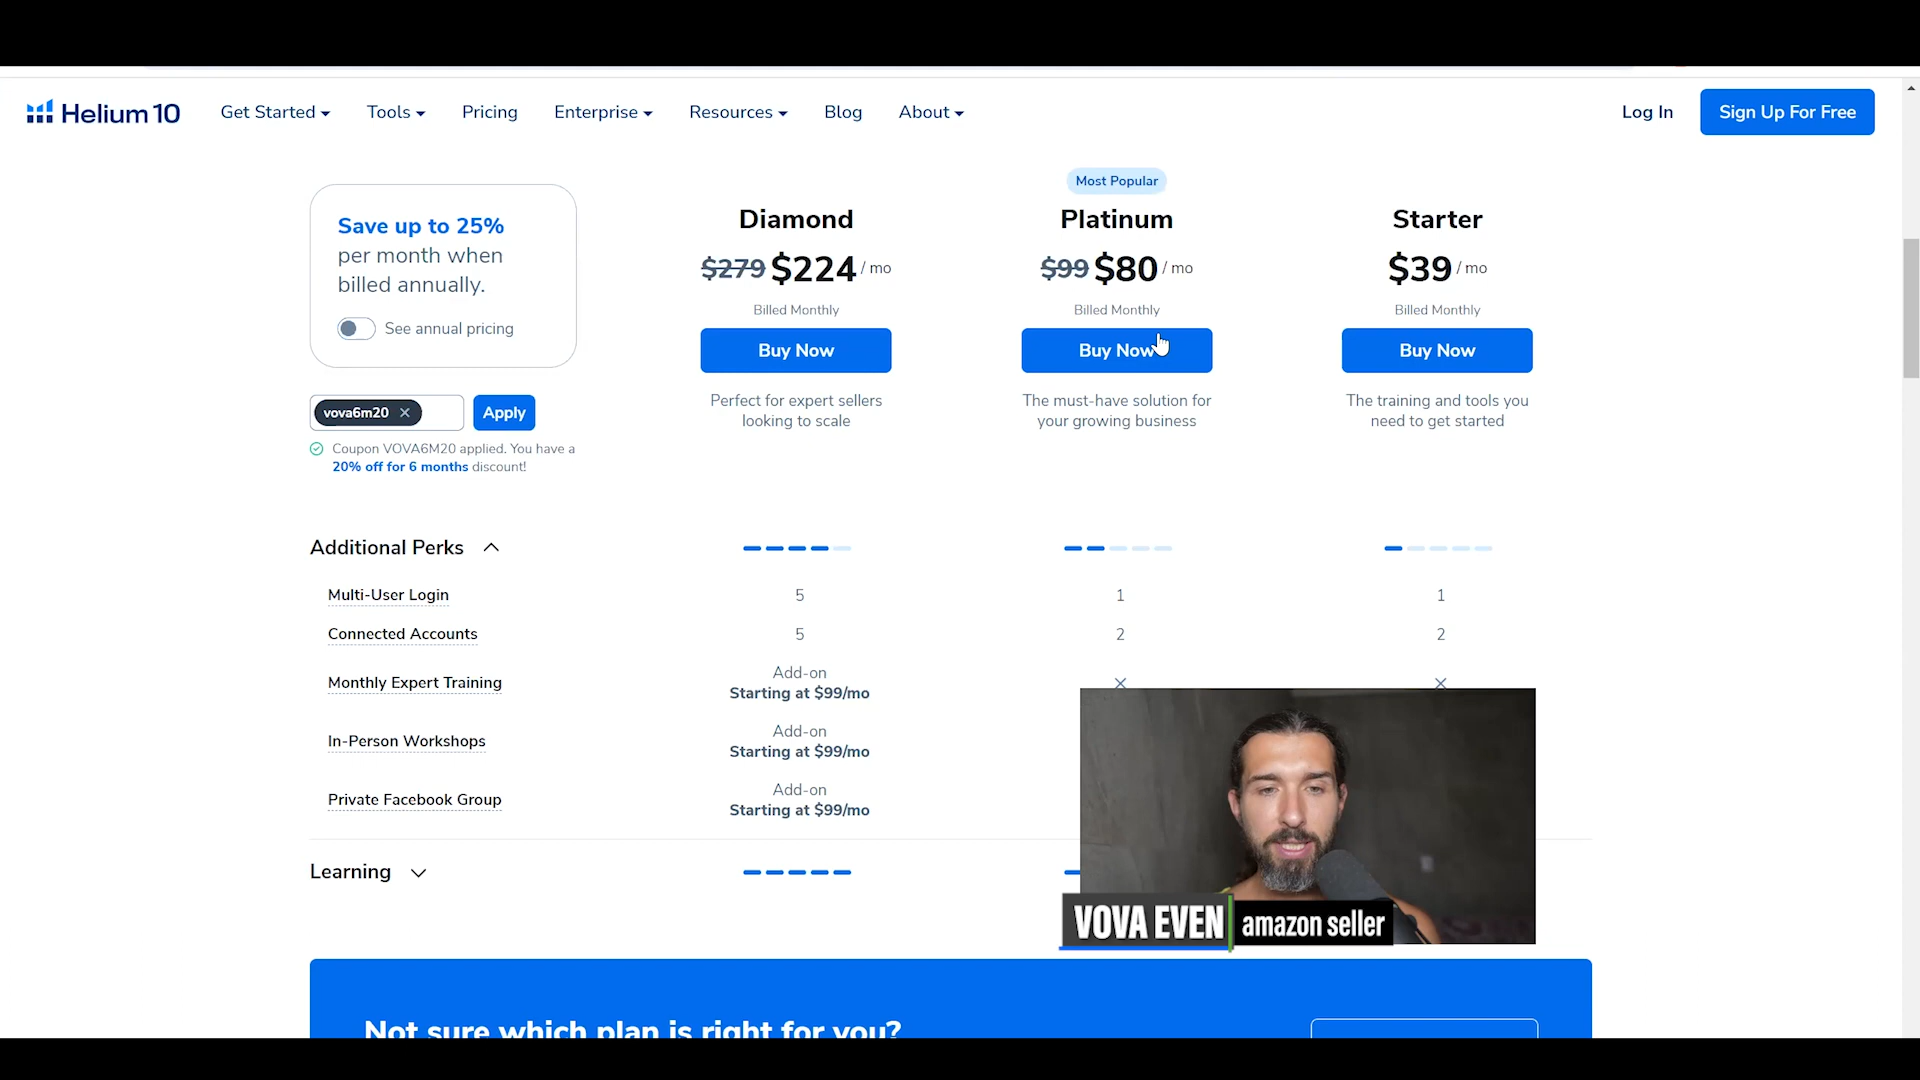 Helium 10
Get Started
Tools
Pricing
Enterprise
Resources
Blog
About
Log In
Sign Up For Free
Save up to 25%
per month when
billed annually.
See annual pricing
vova6m20
Apply
Coupon VOVA6M20 applied. You have a
20% off for 6 months discount!
Diamond
$279 $224 / mo
Billed Monthly
Buy Now
Perfect for expert sellers
looking to scale
Most Popular
Platinum
$99 $80 / mo
Billed Monthly
Buy Now
The must-have solution for
your growing business
Starter
$39 / mo
Billed Monthly
Buy Now
The training and tools you
need to get started
Additional Perks
Multi-User Login 5 1 1
Connected Accounts 5 2 2
Monthly Expert Training
Add-on
Starting at $99/mo
In-Person Workshops
Add-on
Starting at $99/mo
Private Facebook Group
Add-on
Starting at $99/mo
Learning
VOVA EVEN
amazon seller
Not sure which plan is right for you?